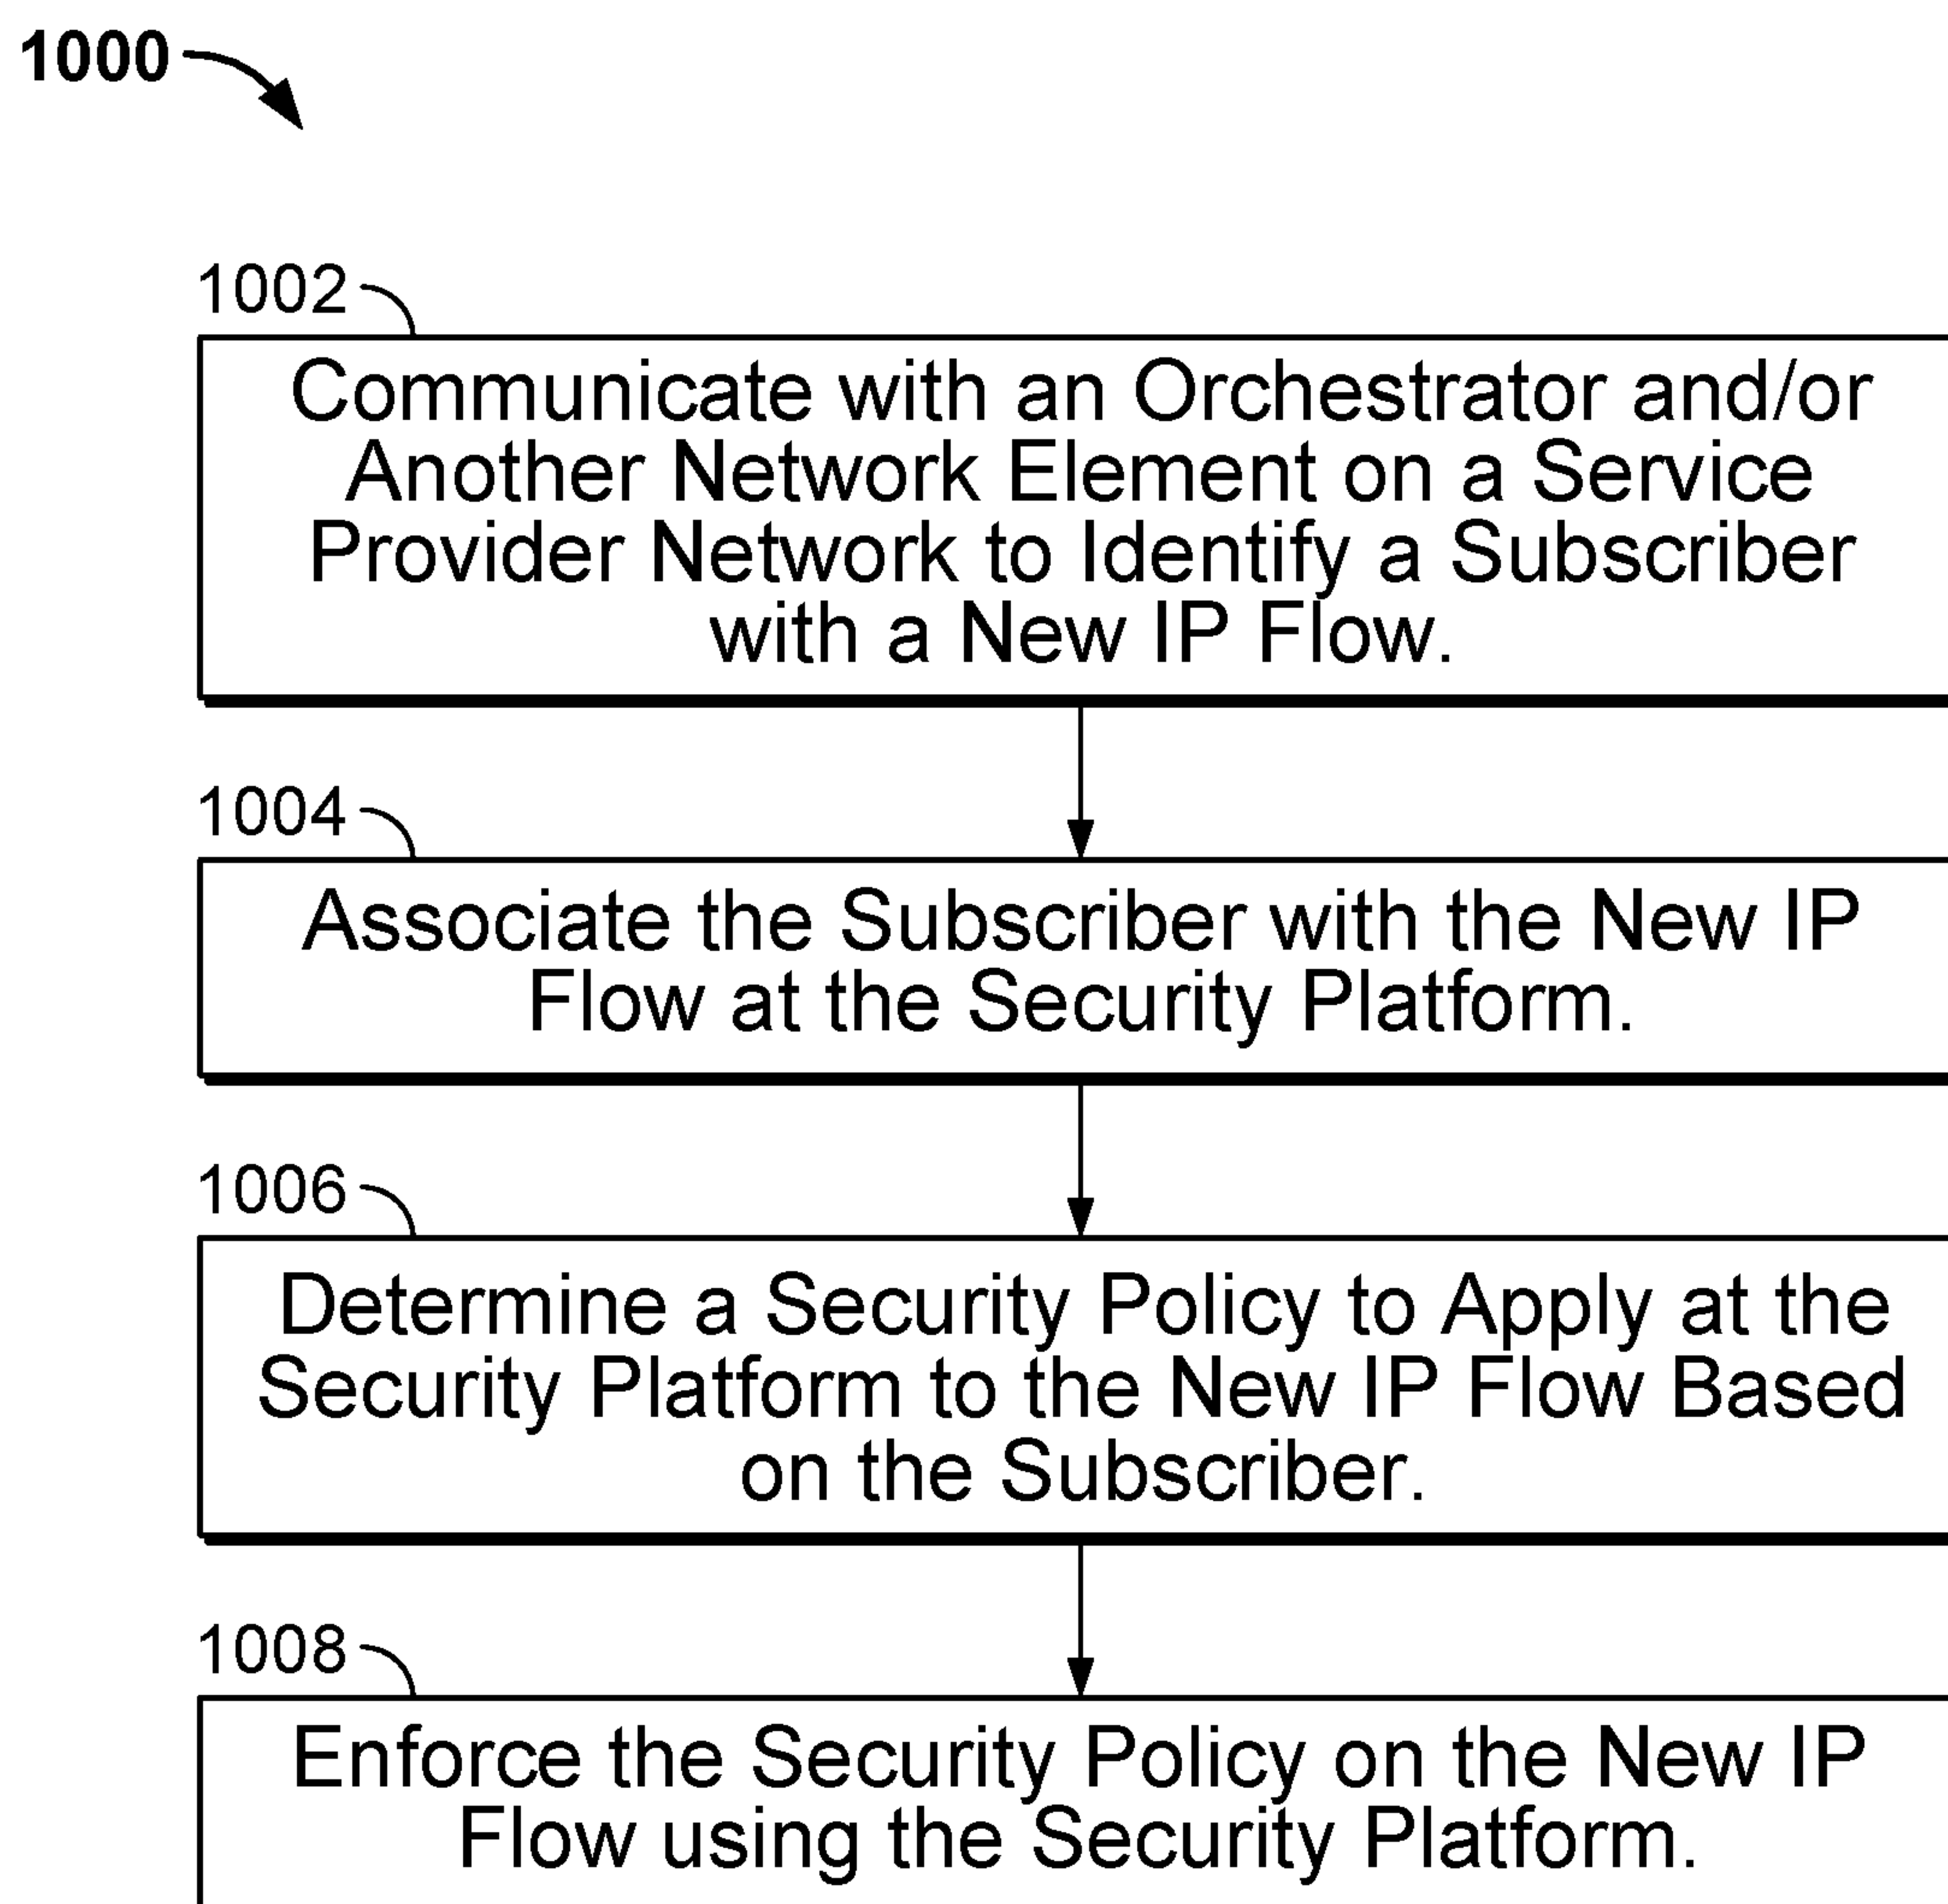 1000
1002
Communicate with an Orchestrator and/or
Another Network Element on a Service
Provider Network to Identify a Subscriber
with a New IP Flow.
1004
Associate the Subscriber with the New IP
Flow at the Security Platform.
1006
Determine a Security Policy to Apply at the
Security Platform to the New IP Flow Based
on the Subscriber.
1008
Enforce the Security Policy on the New IP
Flow using the Security Platform.